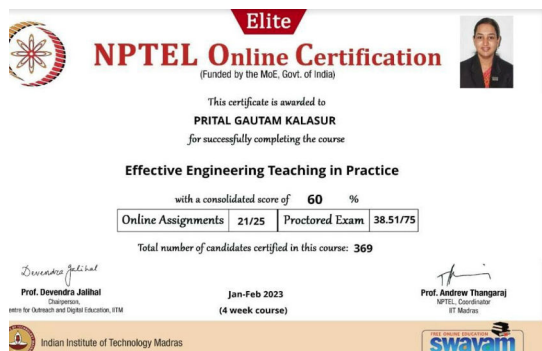 Elite
NPTEL Online Certification
(Funded by the MoE, Govt. of India)
This certificate is awarded to
PRITAL GAUTAM KALASUR
for successfully completing the course
Effective Engineering Teaching in Practice
with a consolidated score of 60 %
Online Assignments 21/25 Proctored Exam 38.51/75
Total number of candidates certified in this course: 369
Devendra Jalihal
Prof. Devendra Jalihal
Chairperson,
entre for Outreach and Digital Education, IITM
Jan-Feb 2023
(4 week course)
Prof. Andrew Thangaraj
NPTEL, Coordinator
IIT Madras
Indian Institute of Technology Madras
FREE ONLINE EDUCATION
swayam